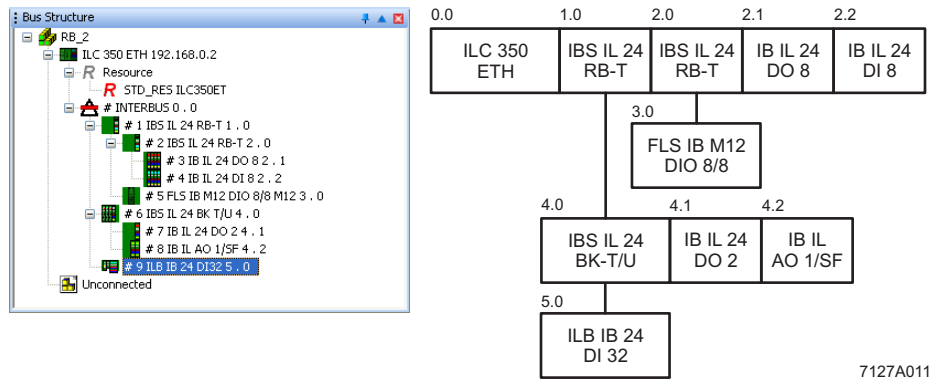 Bus Structure
RB_2
ILC 350 ETH 192.168.0.2
R Resource
R STD_RES ILC350ET
# INTERBUS 0 . 0
# 1 IBS IL 24 RB-T 1 . 0
# 2 IBS IL 24 RB-T 2 . 0
# 3 IB IL 24 DO 8 2 . 1
# 4 IB IL 24 DI 8 2 . 2
# 5 FLS IB M12 DIO 8/8 M12 3 . 0
# 6 IBS IL 24 BK T/U 4 . 0
# 7 IB IL 24 DO 2 4 . 1
# 8 IB IL AO 1/SF 4 . 2
# 9 ILB IB 24 DI32 5 . 0
Unconnected
0.0 1.0 2.0 2.1 2.2
ILC 350
ETH
IBS IL 24
RB-T
IBS IL 24
RB-T
IB IL 24
DO 8
IB IL 24
DI 8
3.0
FLS IB M12
DIO 8/8
4.0 4.1 4.2
IBS IL 24
BK-T/U
IB IL 24
DO 2
IB IL
AO 1/SF
5.0
ILB IB 24
DI 32
7127A011